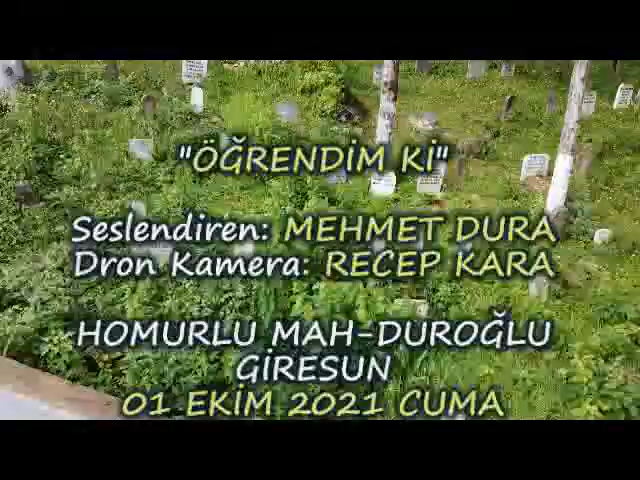 "ÖĞRENDİM Kİ"
Seslendiren: MEHMET DURA
Dron Kamera: RECEP KARA
HOMURLU MAH-DUROĞLU
GİRESUN
01 EKİM 2021 CUMA